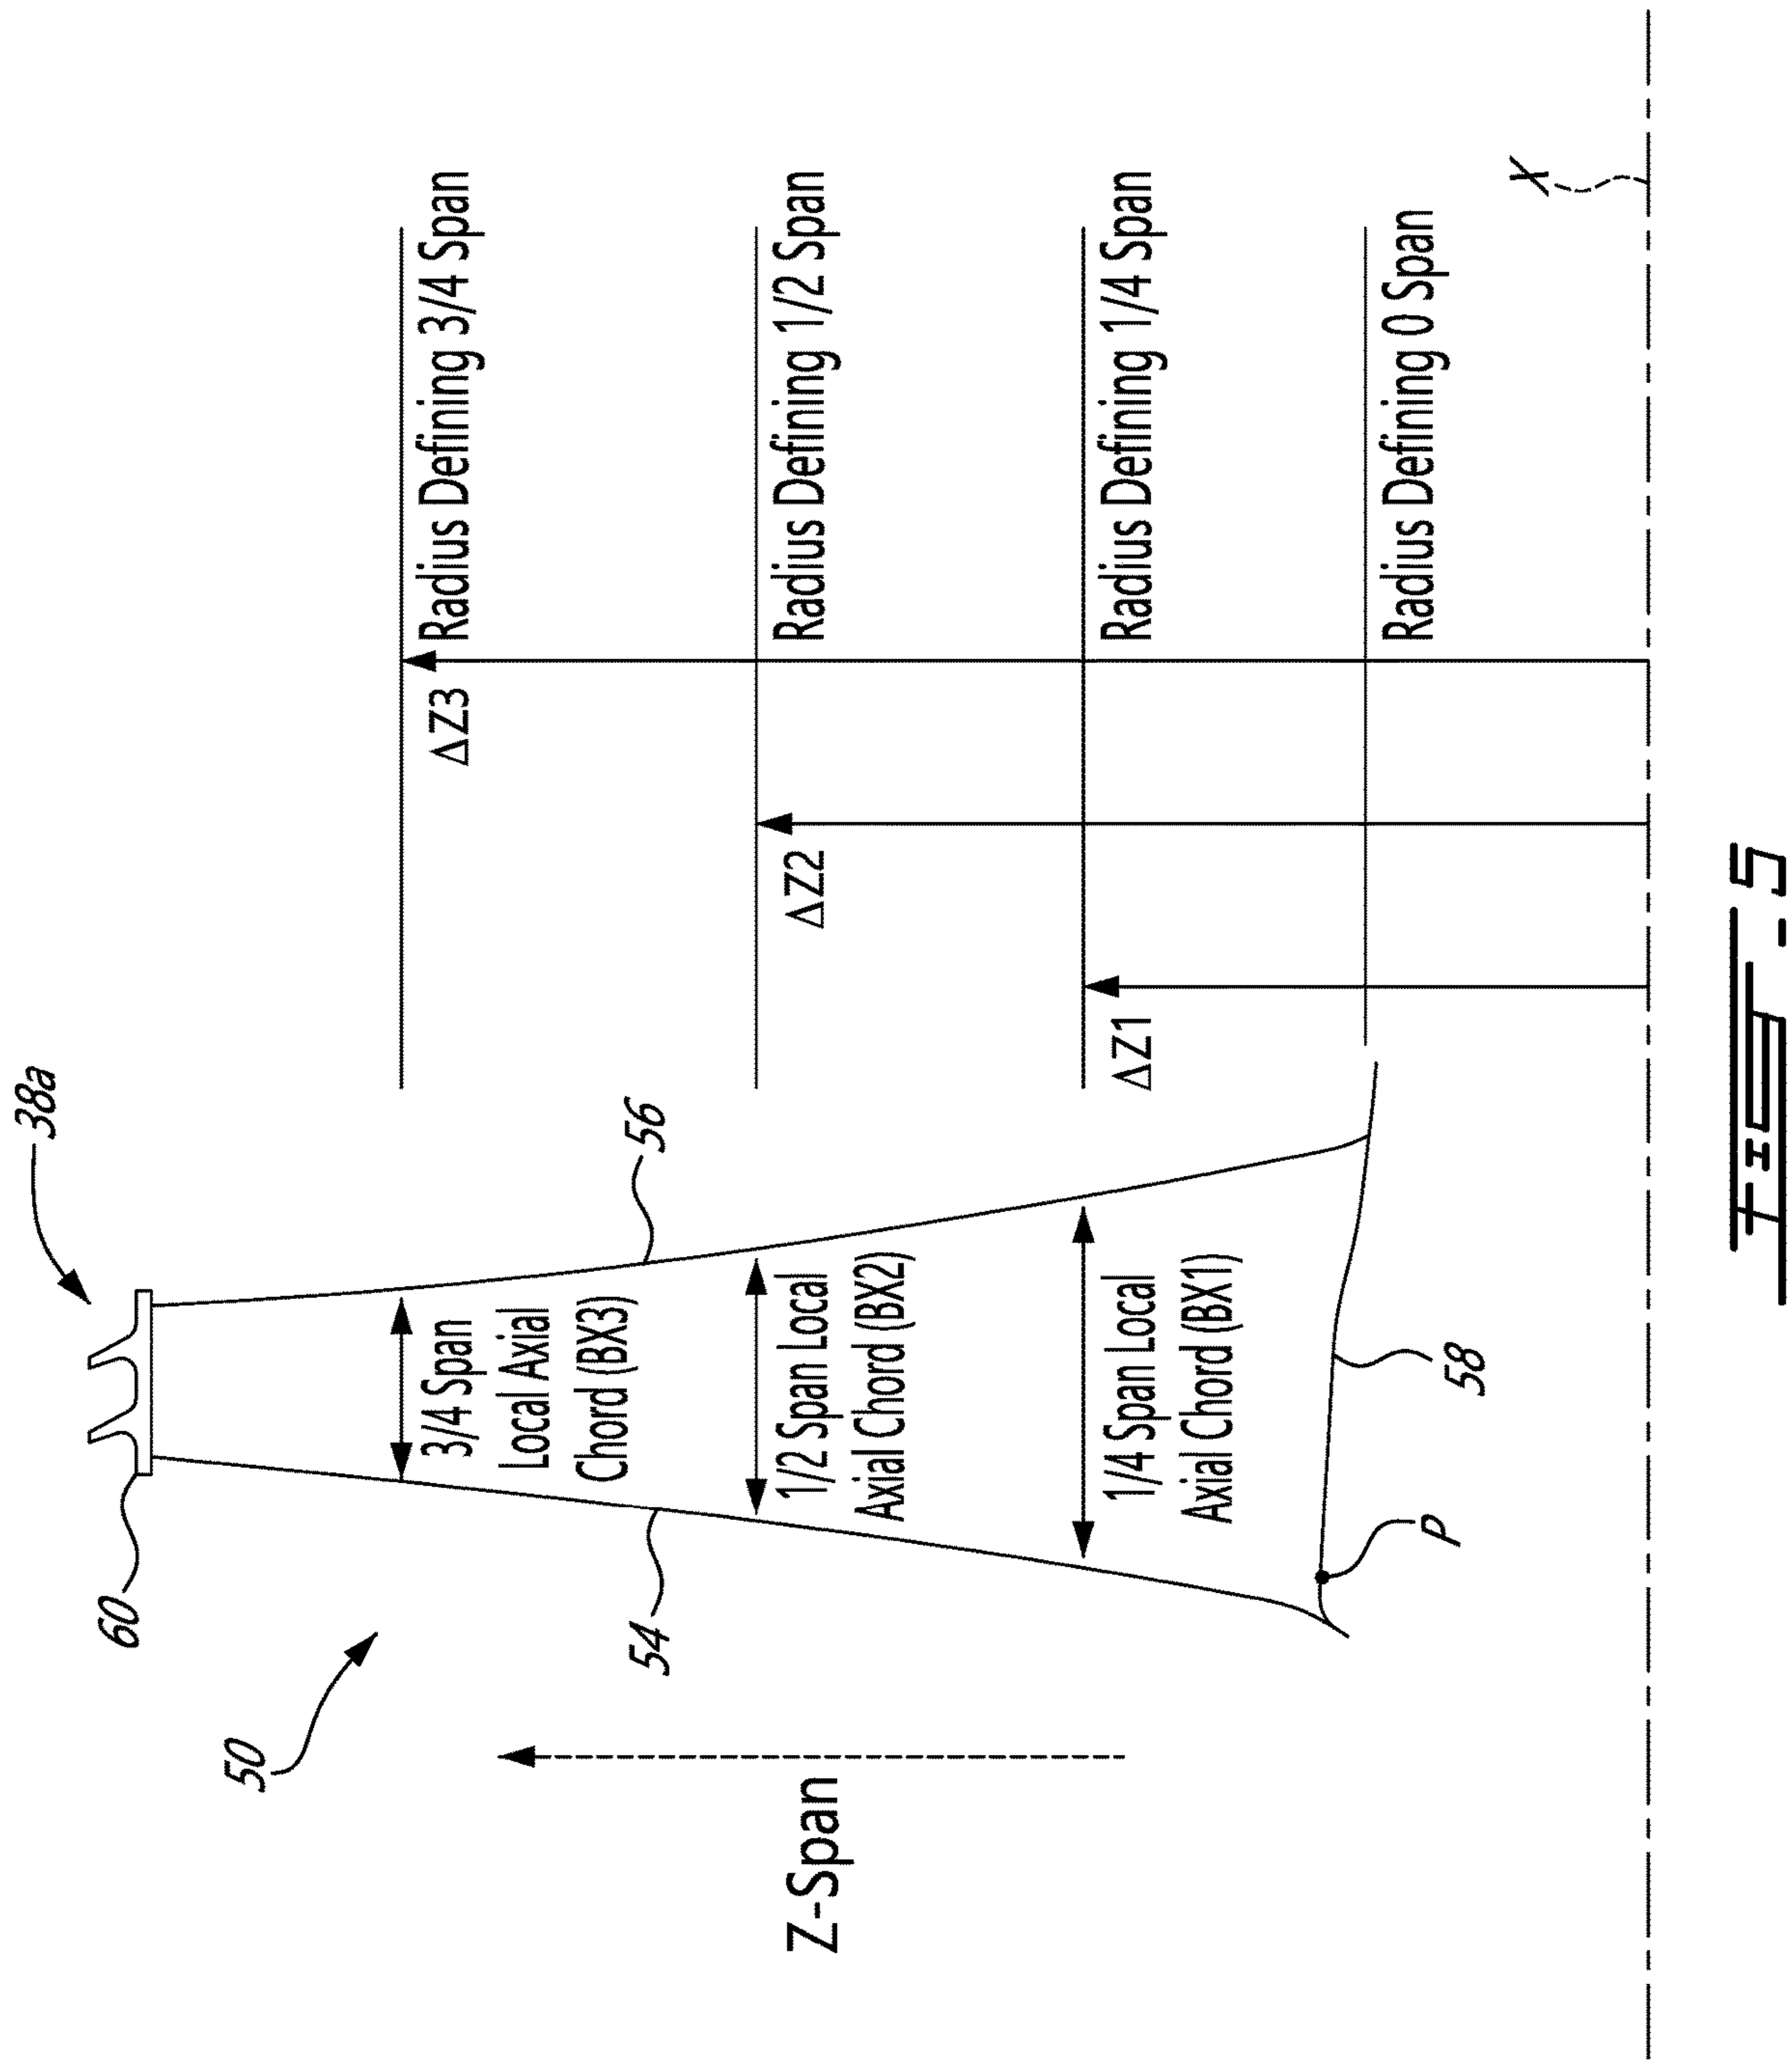 38a
60
50
56
54
3/4 Span
Local Axial
Chord (BX3)
1/2 Span Local
Axial Chord (BX2)
1/4 Span Local
Axial Chord (BX1)
58
P
Z-Span
ΔZ3
Radius Defining 3/4 Span
ΔZ2
Radius Defining 1/2 Span
ΔZ1
Radius Defining 1/4 Span
Radius Defining 0 Span
X
FIG-5